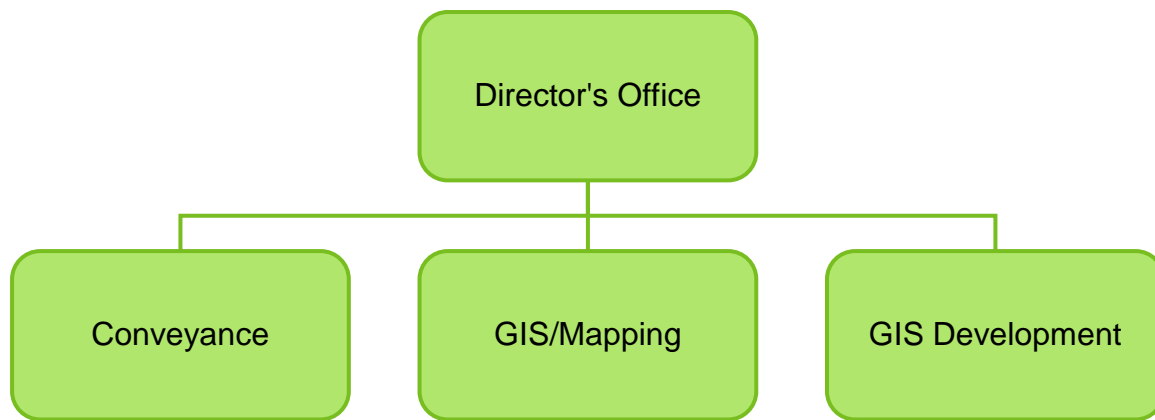 Director's Office
Conveyance
GIS/Mapping
GIS Development